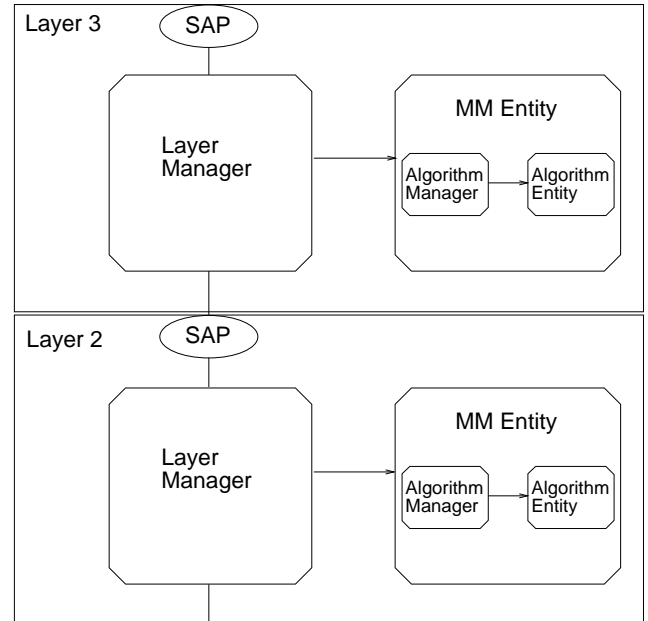 Layer 3
SAP
Layer
Manager
MM Entity
Algorithm
Manager
Algorithm
Entity
Layer 2
SAP
Layer
Manager
MM Entity
Algorithm
Manager
Algorithm
Entity